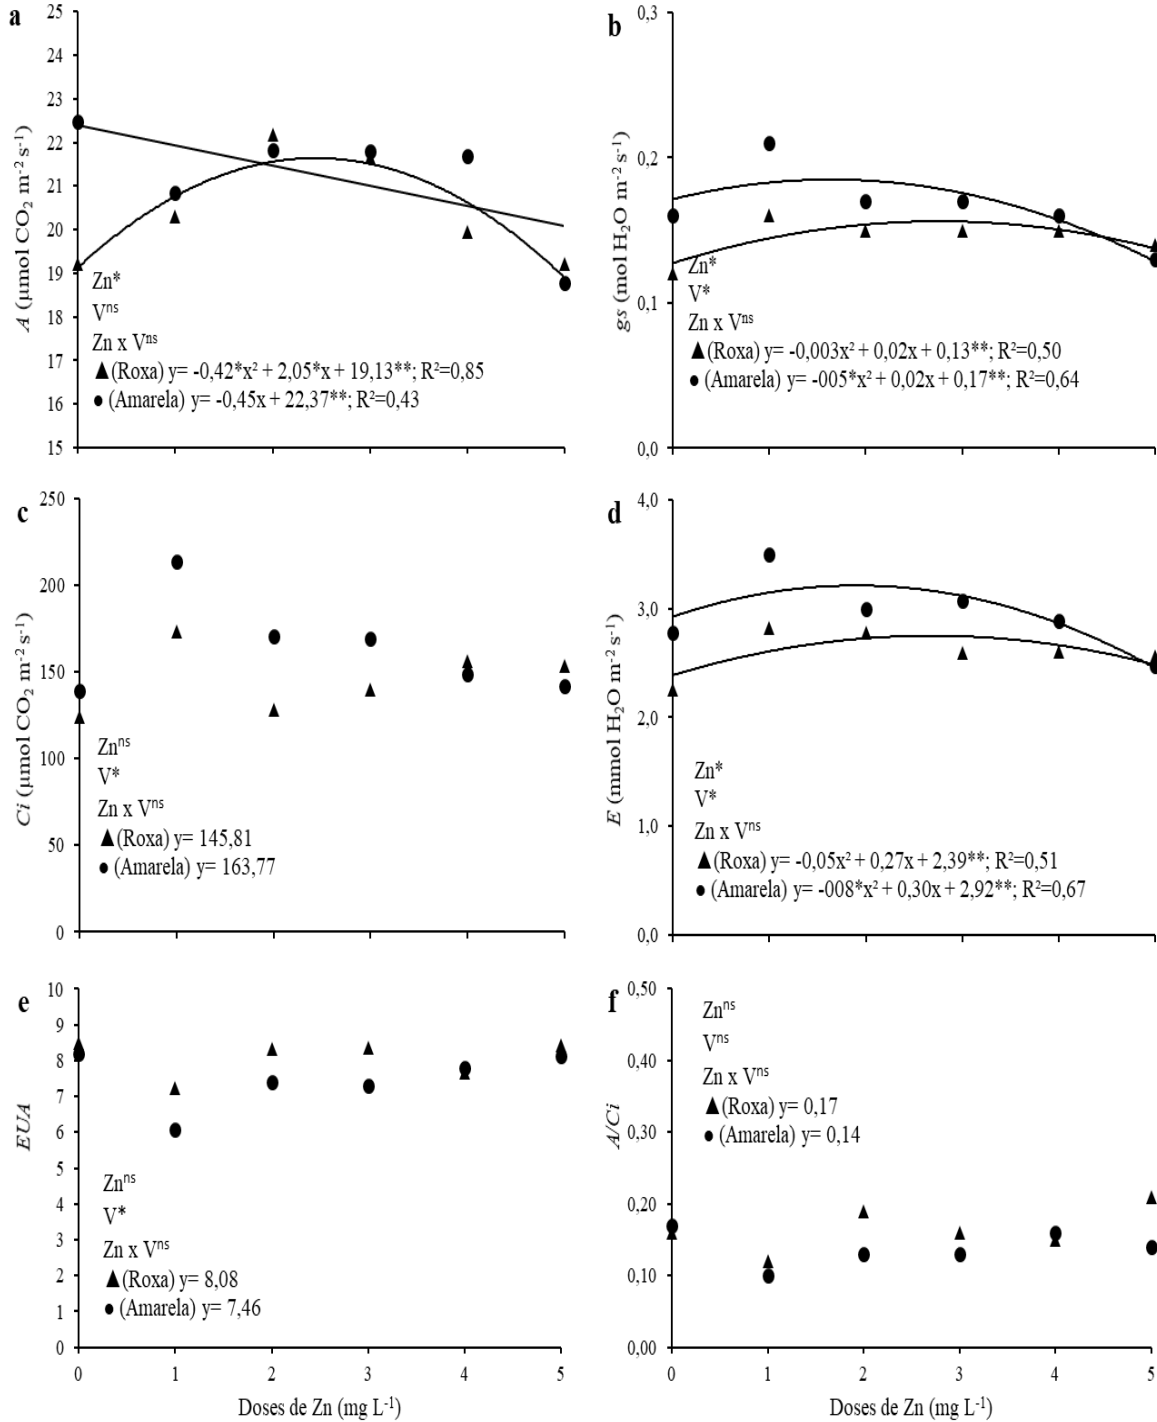 a
25
24
23
22
21
20
19
18
17
16
15
A (µmol CO₂ m⁻² s⁻¹)
Zn*
Vⁿˢ
Zn x Vⁿˢ
▲(Roxa) y= -0,42*x² + 2,05*x + 19,13**; R²=0,85
● (Amarela) y= -0,45x + 22,37**; R²=0,43
b
0,3
0,2
0,1
0,0
gs (mol H₂O m⁻² s⁻¹)
Zn*
V*
Zn x Vⁿˢ
▲(Roxa) y= -0,003x² + 0,02x + 0,13**; R²=0,50
● (Amarela) y= -005*x² + 0,02x + 0,17**; R²=0,64
c
250
200
150
100
50
0
Ci (µmol CO₂ m⁻² s⁻¹)
Znⁿˢ
V*
Zn x Vⁿˢ
▲(Roxa) y= 145,81
● (Amarela) y= 163,77
d
4,0
3,0
2,0
1,0
0,0
E (mmol H₂O m⁻² s⁻¹)
Zn*
V*
Zn x Vⁿˢ
▲(Roxa) y= -0,05x² + 0,27x + 2,39**; R²=0,51
● (Amarela) y= -008*x² + 0,30x + 2,92**; R²=0,67
e
10
9
8
7
6
5
4
3
2
1
0
EUA
Znⁿˢ
V*
Zn x Vⁿˢ
▲(Roxa) y= 8,08
● (Amarela) y= 7,46
0 1 2 3 4 5
Doses de Zn (mg L⁻¹)
f
0,50
0,40
0,30
0,20
0,10
0,00
A/Ci
Znⁿˢ
Vⁿˢ
Zn x Vⁿˢ
▲(Roxa) y= 0,17
● (Amarela) y= 0,14
0 1 2 3 4 5
Doses de Zn (mg L⁻¹)